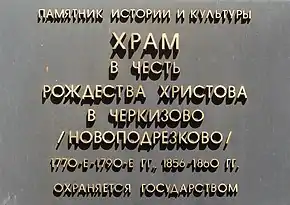 ПАМЯТНИК ИСТОРИИ И КУЛЬТУРЫ
ХРАМ
В ЧЕСТЬ
РОЖДЕСТВА ХРИСТОВА
В ЧЕРКИЗОВО
/НОВОПОДРЕЗКОВО/
1770-Е-1790-Е ГГ., 1856-1860 ГГ.
ОХРАНЯЕТСЯ ГОСУДАРСТВОМ